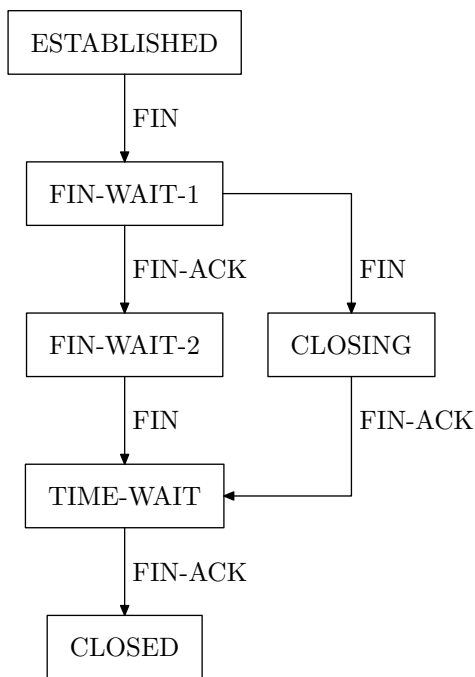 ESTABLISHED
FIN
FIN-WAIT-1
FIN-ACK
FIN
FIN-WAIT-2
CLOSING
FIN
FIN-ACK
TIME-WAIT
FIN-ACK
CLOSED